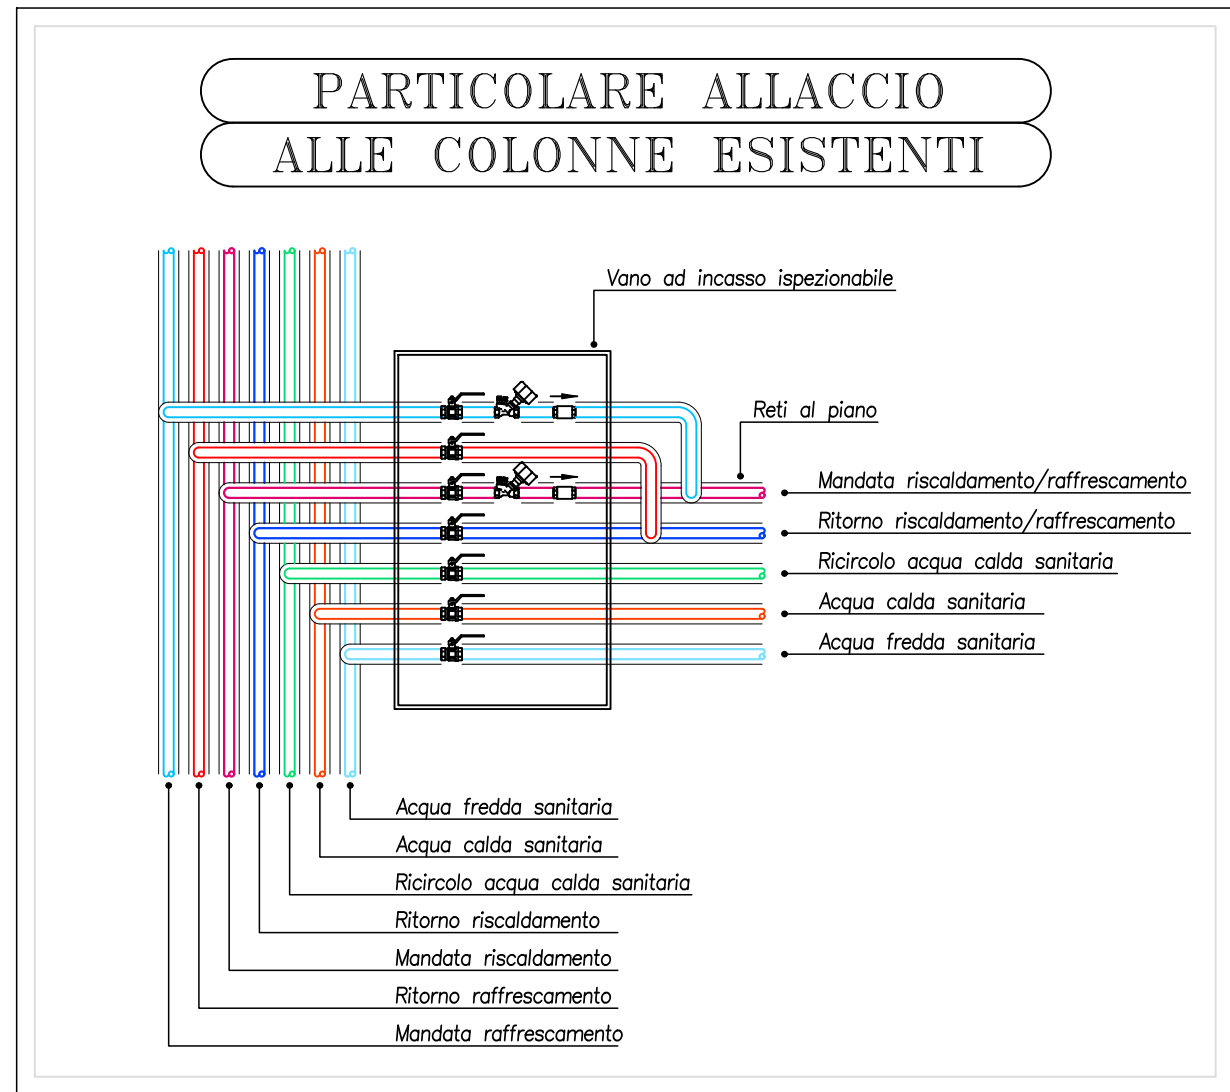 PARTICOLARE ALLACCIO
ALLE COLONNE ESISTENTI
Vano ad incasso ispezionabile
Reti al piano
Mandata riscaldamento/raffrescamento
Ritorno riscaldamento/raffrescamento
Ricircolo acqua calda sanitaria
Acqua calda sanitaria
Acqua fredda sanitaria
Acqua fredda sanitaria
Acqua calda sanitaria
Ricircolo acqua calda sanitaria
Ritorno riscaldamento
Mandata riscaldamento
Ritorno raffrescamento
Mandata raffrescamento